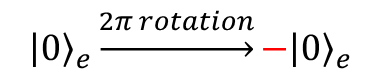 |0⟩ₑ 2π rotation → −|0⟩ₑ